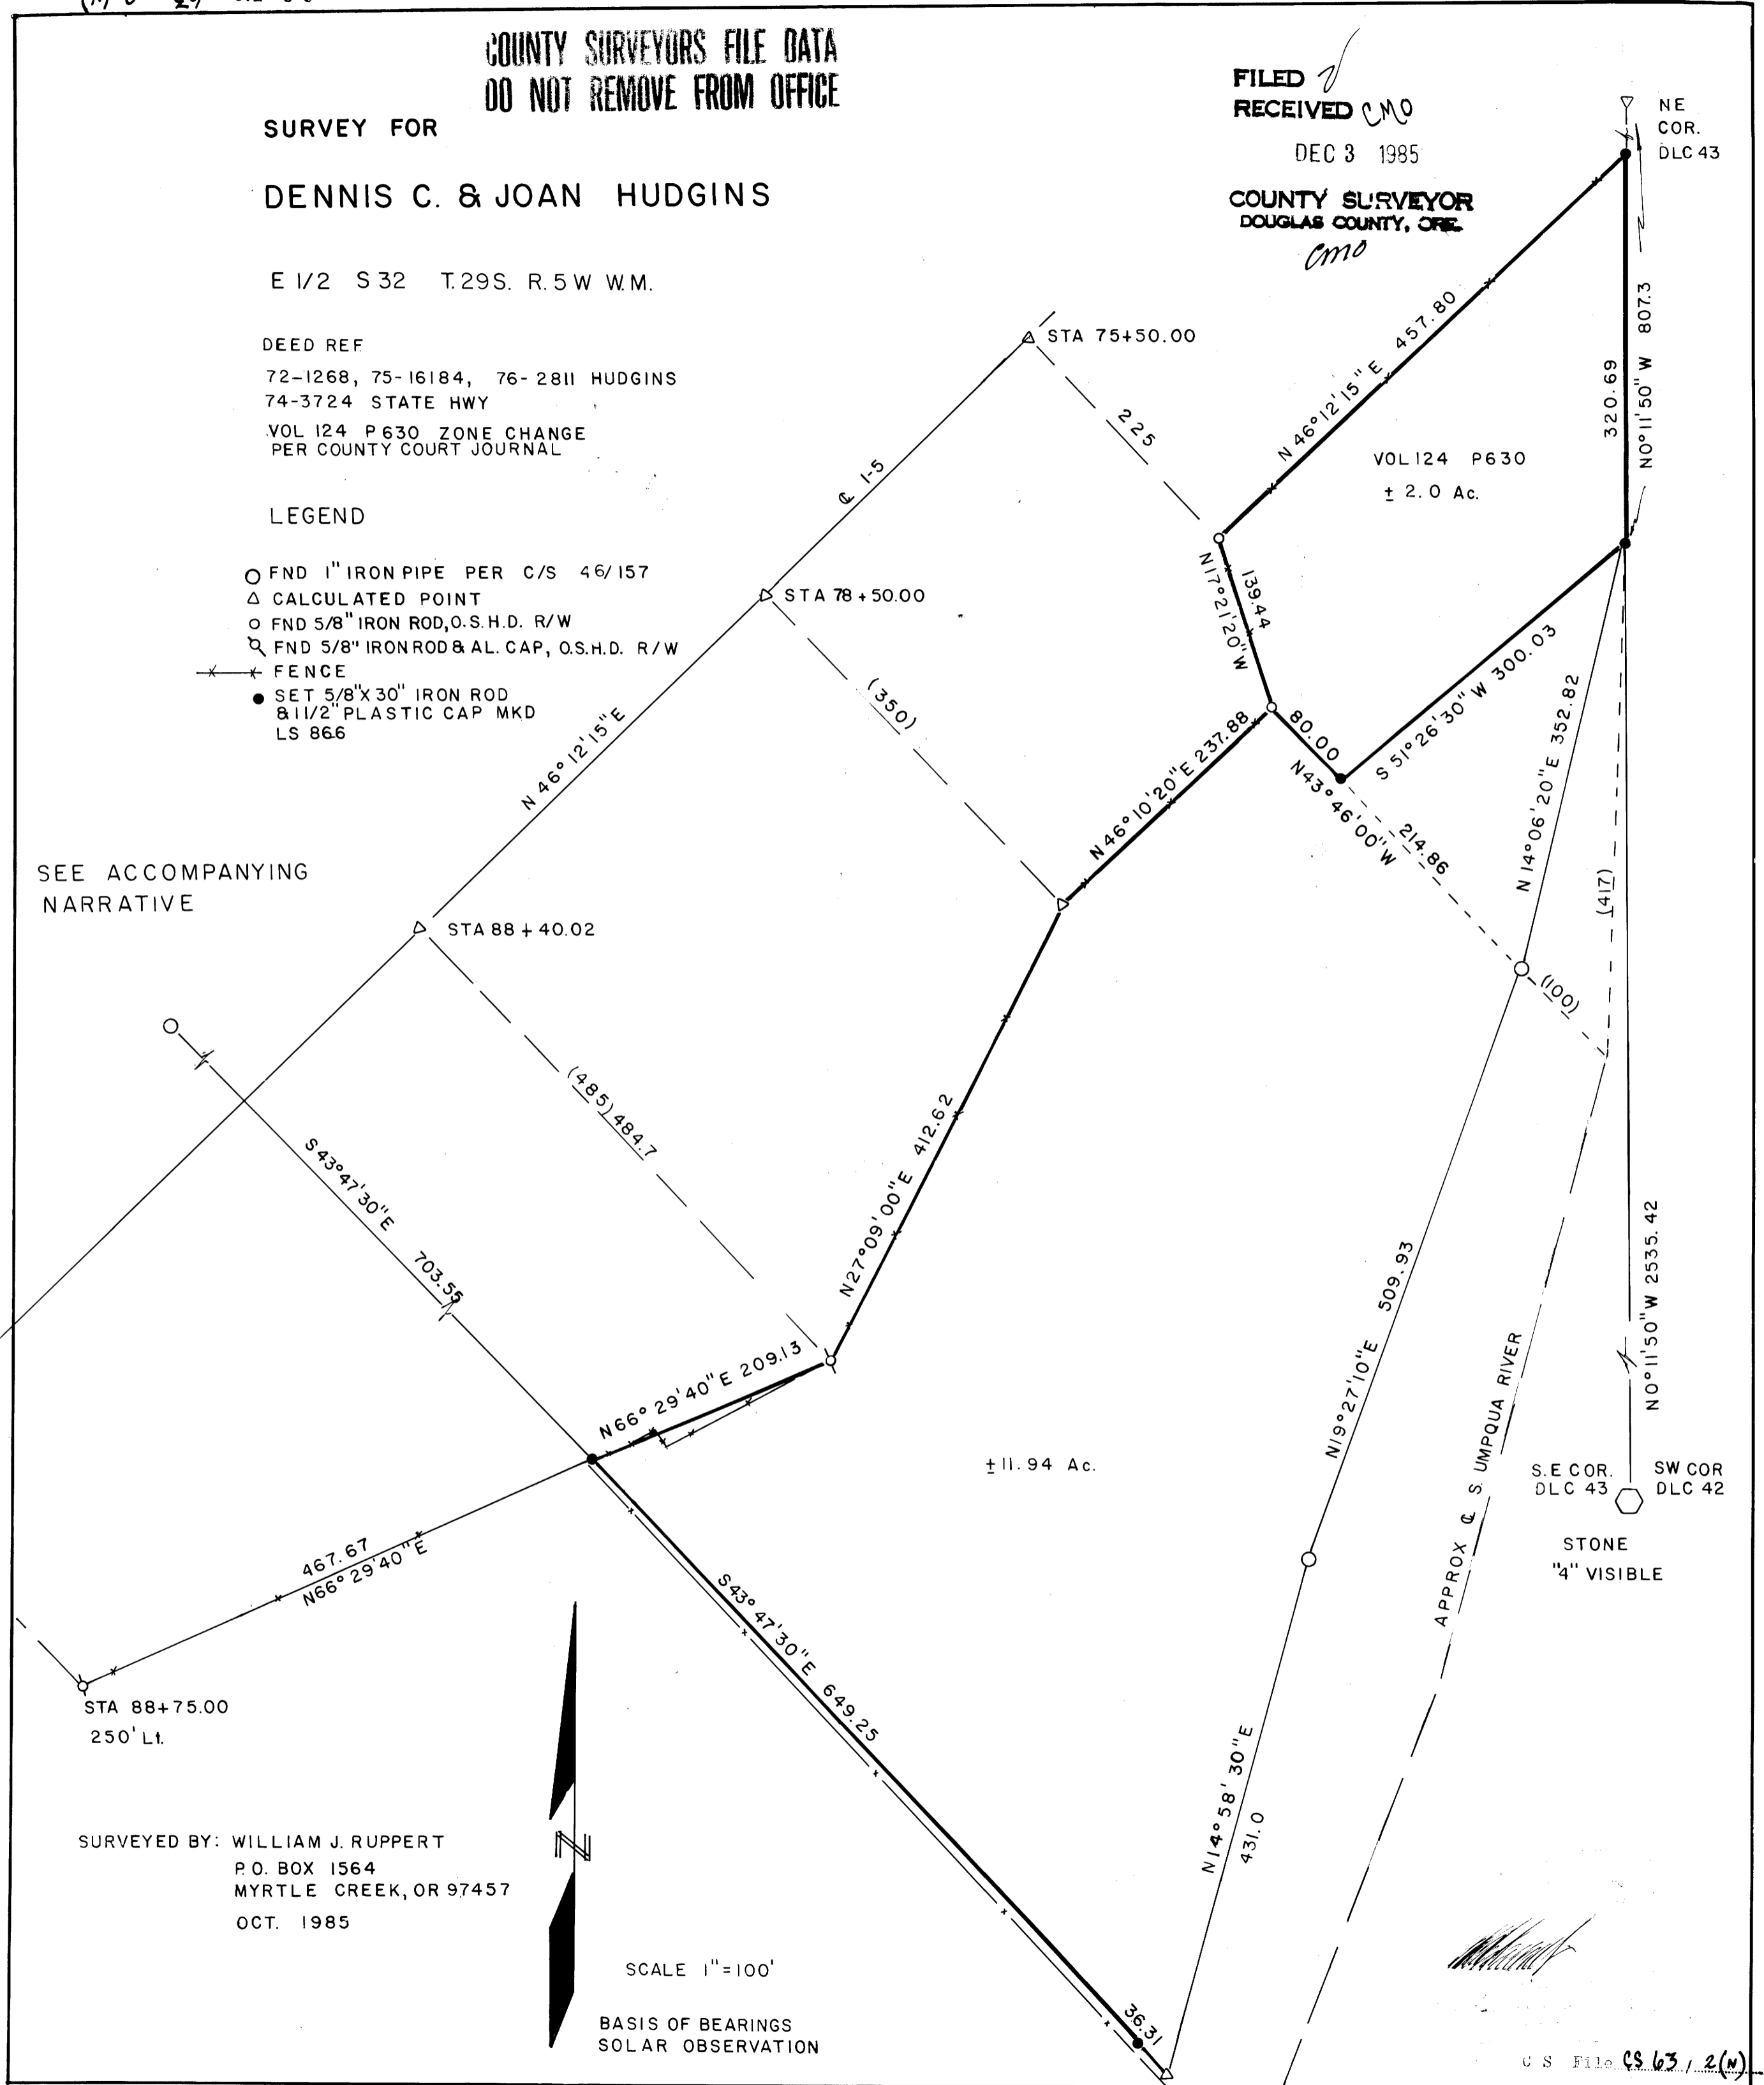 COUNTY SURVEYORS FILE DATA
DO NOT REMOVE FROM OFFICE
FILED
RECEIVED CMO
DEC 3 1985
COUNTY SURVEYOR
DOUGLAS COUNTY, ORE.
CMO
NE
COR.
DLC 43
SURVEY FOR
DENNIS C. & JOAN HUDGINS
E 1/2 S 32 T.29S. R.5W W.M.
DEED REF
72-1268, 75-16184, 76-2811 HUDGINS
74-3724 STATE HWY
VOL 124 P630 ZONE CHANGE
PER COUNTY COURT JOURNAL
LEGEND
FND 1" IRON PIPE PER C/S 46/157
CALCULATED POINT
FND 5/8" IRON ROD, O.S.H.D. R/W
FND 5/8" IRON ROD & AL. CAP, O.S.H.D. R/W
FENCE
SET 5/8"X 30" IRON ROD
& 1 1/2" PLASTIC CAP MKD
LS 866
STA 75+50.00
225
℄ I-5
STA 78+50.00
(350)
N 46° 12' 15" E
N 46°12'15" E 457.80
320.69
N0°11'50" W 807.3
VOL 124 P630
± 2.0 Ac.
139.44
N17°21'20"W
80.00
N43°46'00"W
214.86
S 51°26'30" W 300.03
N 14°06'20"E 352.82
(417)
(100)
N46°10'20"E 237.88
SEE ACCOMPANYING
NARRATIVE
STA 88+40.02
(485) 484.7
S43°47'30"E
703.55
N27°09'00"E 412.62
N66°29'40"E 209.13
±11.94 Ac.
N19°27'10"E 509.93
APPROX ℄ S. UMPQUA RIVER
N0°11'50"W 2535.42
S.E COR.
DLC 43
SW COR
DLC 42
STONE
"4" VISIBLE
467.67
N66°29'40"E
STA 88+75.00
250' Lt.
S43°47'30"E 649.25
N14°58'30"E
431.0
36.31
N
SURVEYED BY: WILLIAM J. RUPPERT
P.O. BOX 1564
MYRTLE CREEK, OR 97457
OCT. 1985
SCALE 1"=100'
BASIS OF BEARINGS
SOLAR OBSERVATION
C S File CS 63, 2(N)